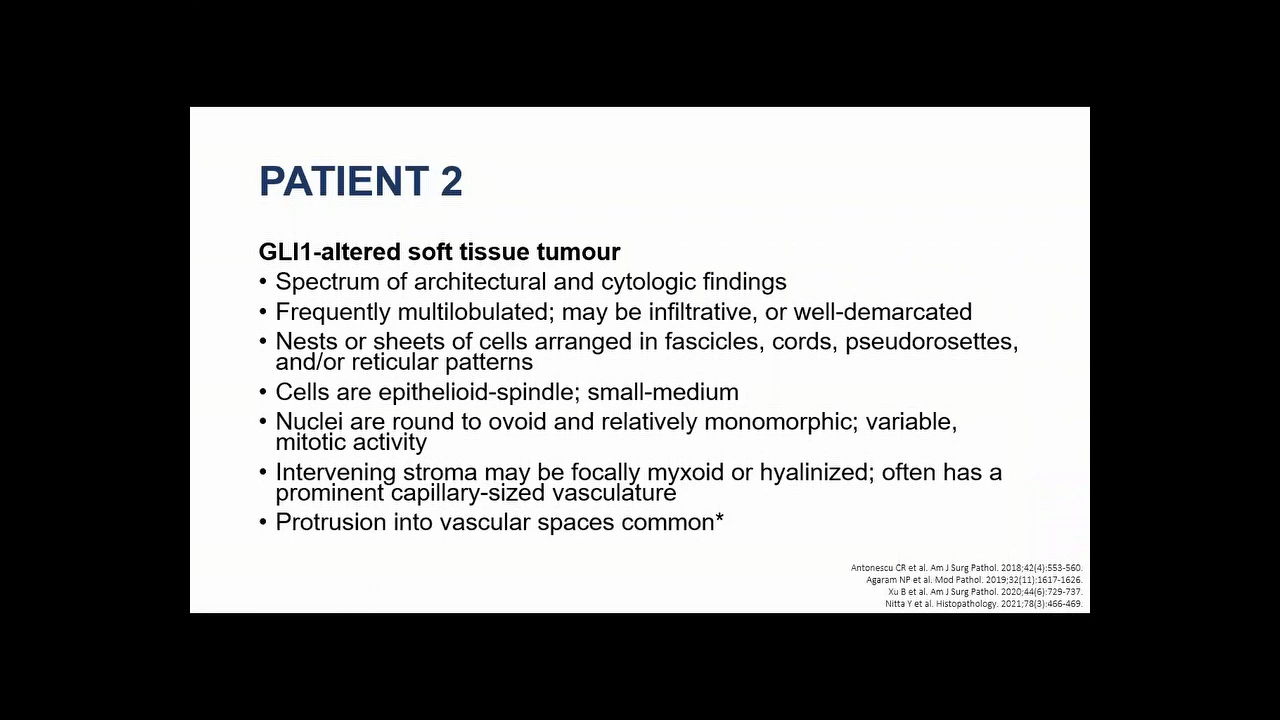 PATIENT 2
GLI1-altered soft tissue tumour
• Spectrum of architectural and cytologic findings
• Frequently multilobulated; may be infiltrative, or well-demarcated
• Nests or sheets of cells arranged in fascicles, cords, pseudorosettes,
and/or reticular patterns
• Cells are epithelioid-spindle; small-medium
• Nuclei are round to ovoid and relatively monomorphic; variable,
mitotic activity
• Intervening stroma may be focally myxoid or hyalinized; often has a
prominent capillary-sized vasculature
• Protrusion into vascular spaces common*
Antonescu CR et al. Am J Surg Pathol. 2018;42(4):553-560.
Agaram NP et al. Mod Pathol. 2019;32(11):1617-1626.
Xu B et al. Am J Surg Pathol. 2020;44(6):729-737.
Nitta Y et al. Histopathology. 2021;78(3):466-469.